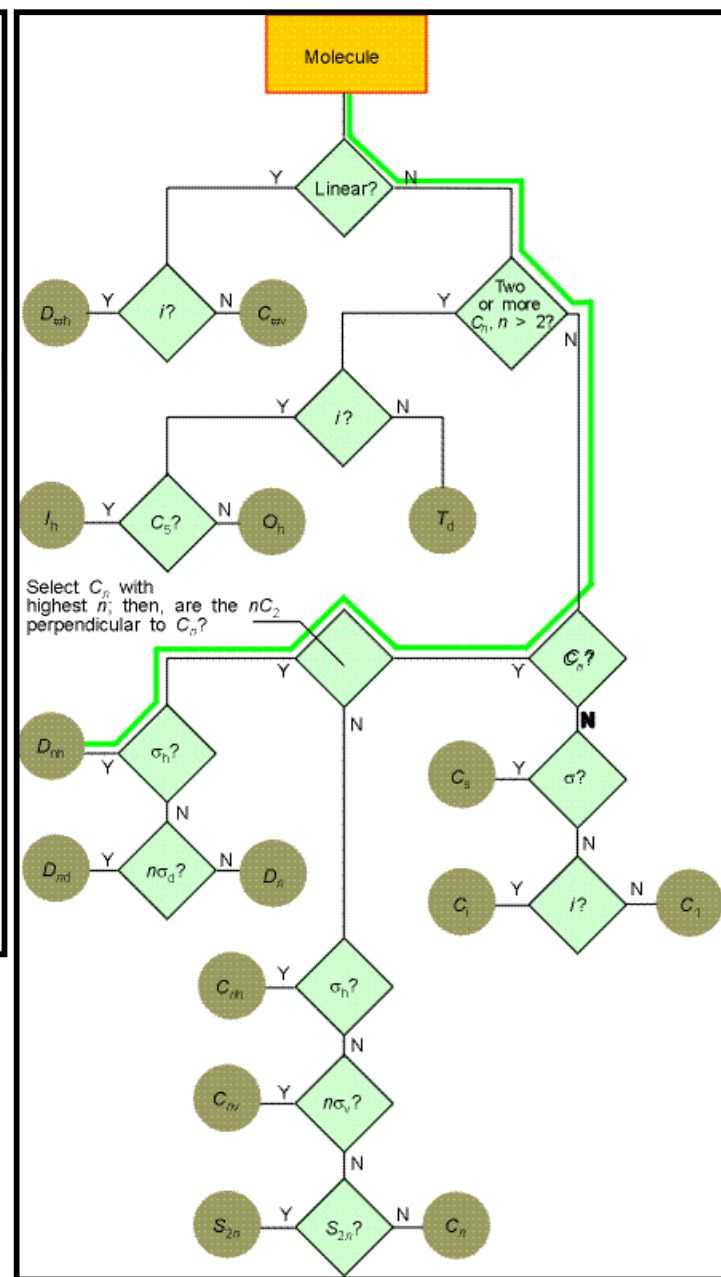 Molecule
Y
Linear?
N
Two
or more
Cₙ, n > 2?
Y
N
D∞h
Y
i?
N
C∞v
Y
i?
N
Ih
Y
C₅?
N
Oh
Td
Select Cₙ with
highest n; then, are the nC₂
perpendicular to Cₙ?
Y
N
Y
Cₙ?
N
Dnh
Y
σh?
N
Cs
Y
σ?
N
Dnd
Y
nσd?
N
Dn
Ci
Y
i?
N
C₁
Cnh
Y
σh?
N
Cnv
Y
nσv?
N
S₂ₙ
Y
S₂ₙ?
N
Cₙ